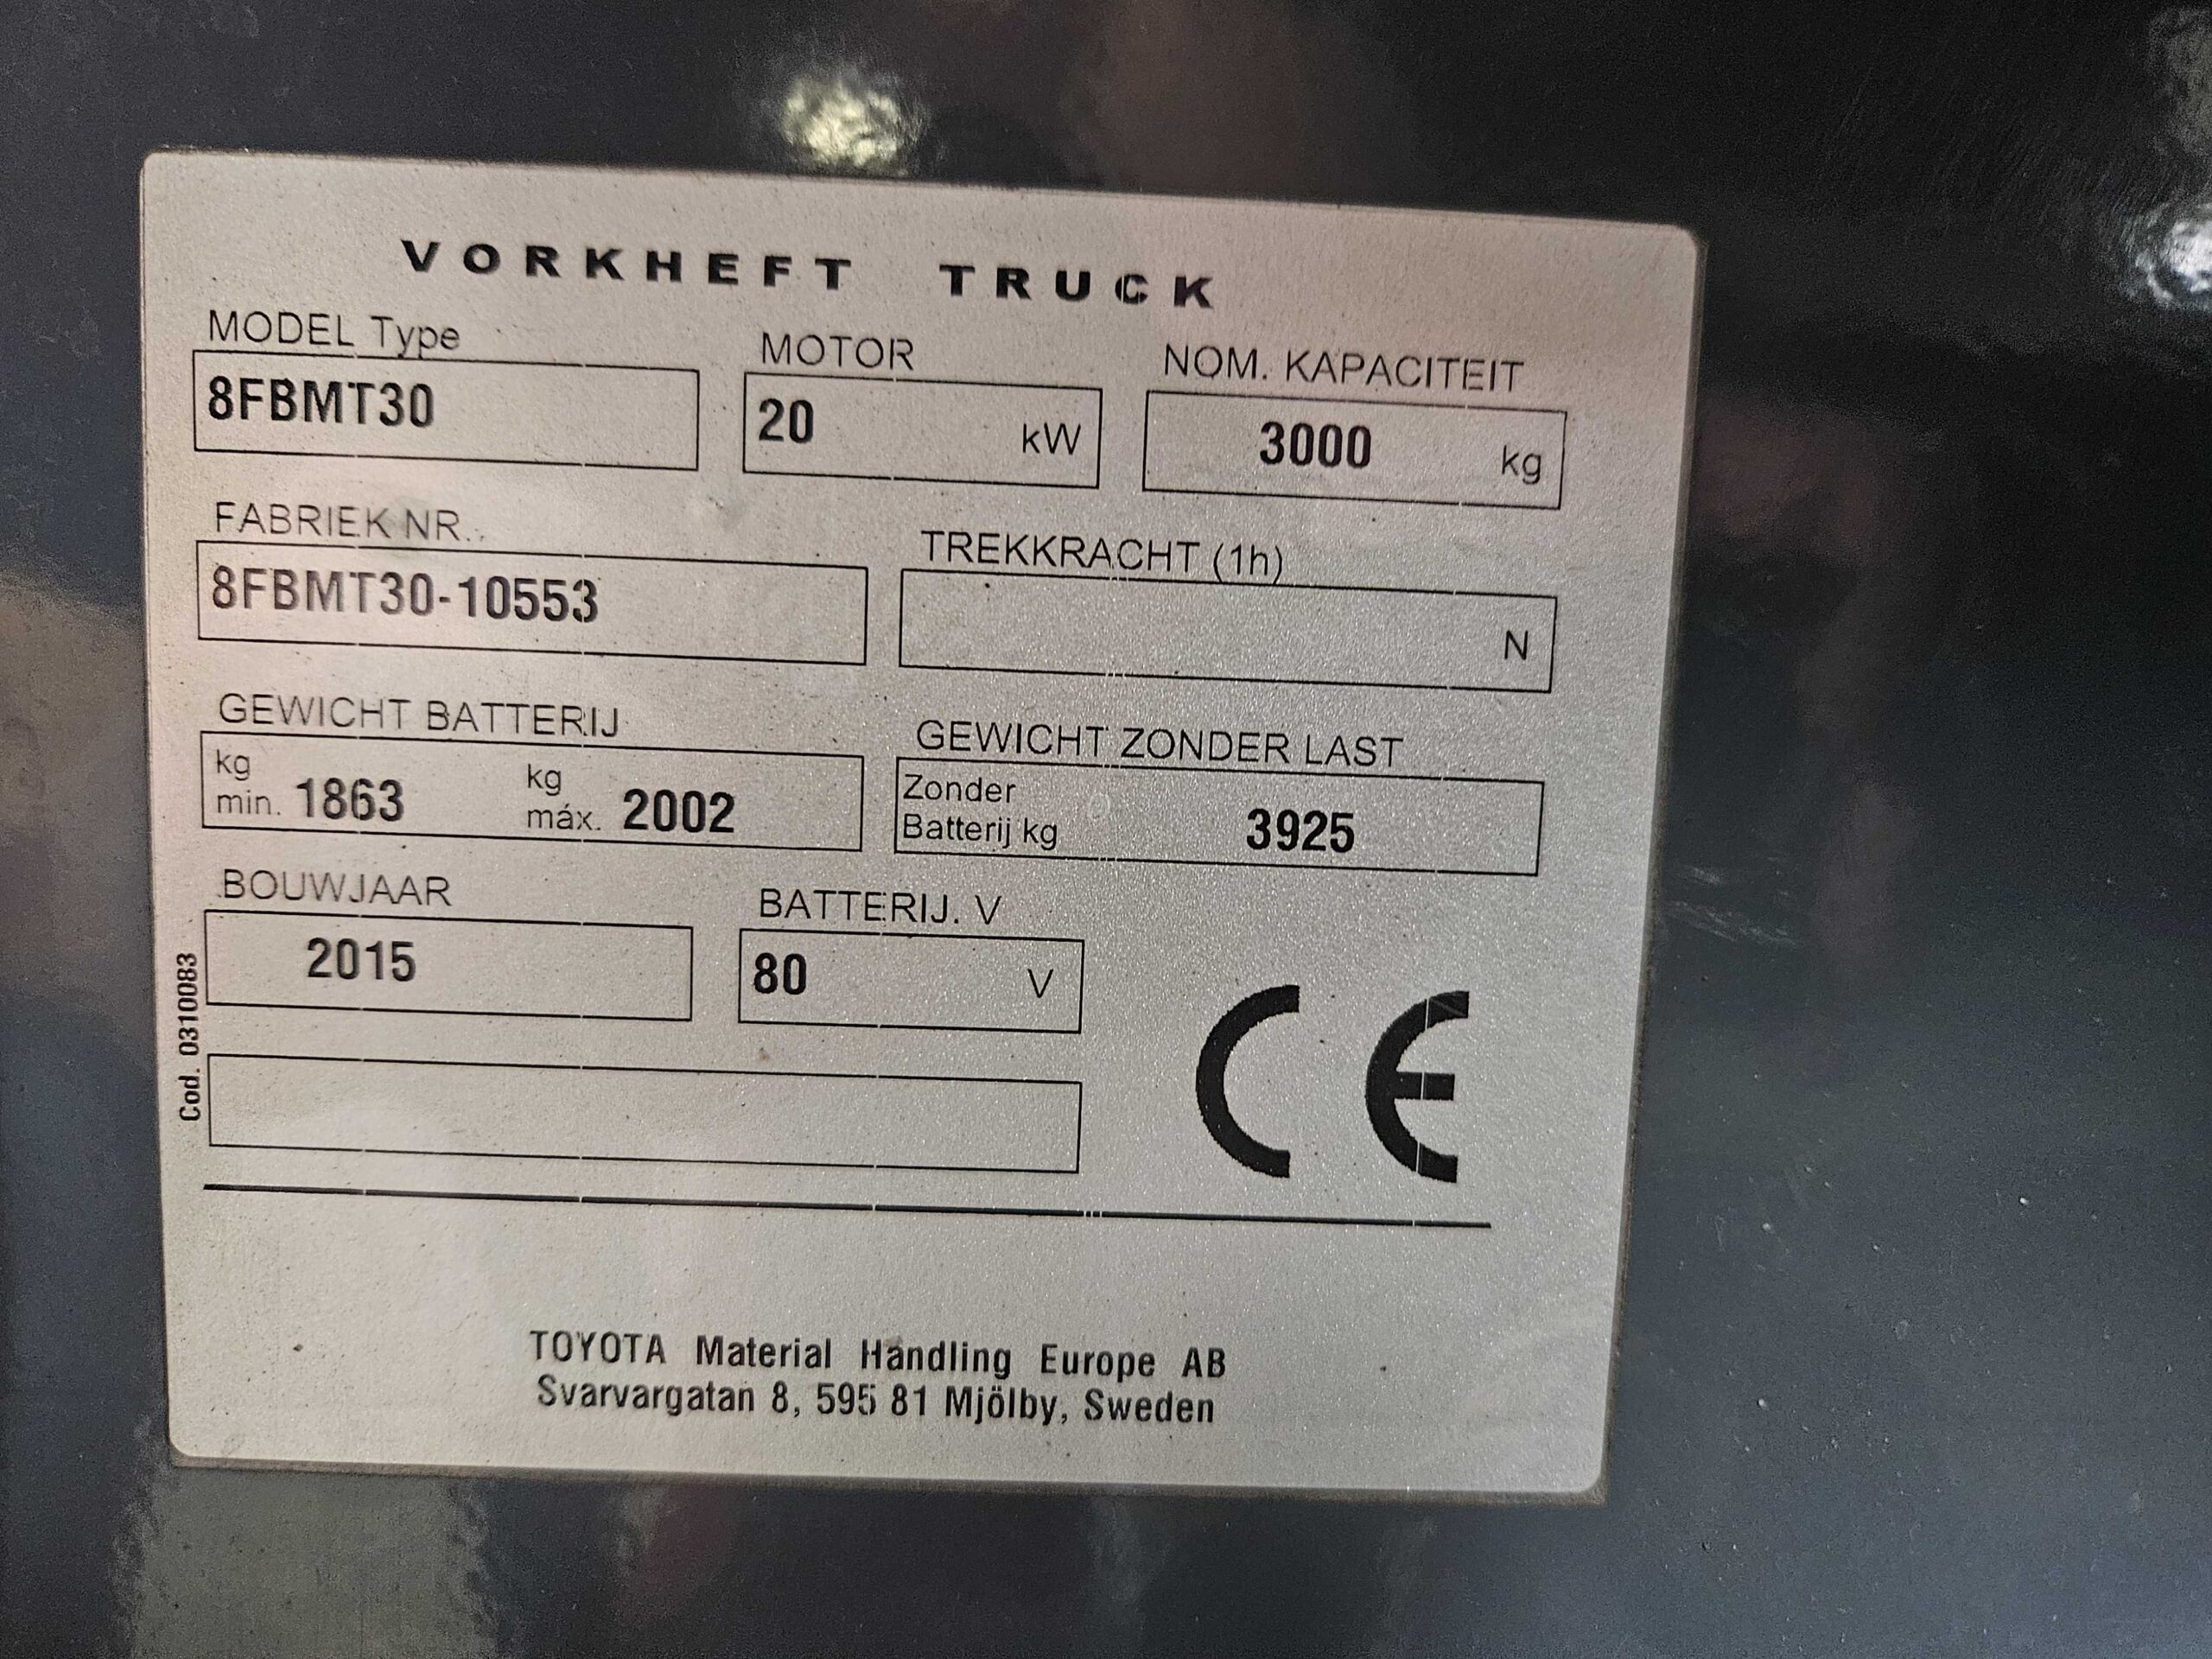 VORKHEFT TRUCK
MODEL Type
MOTOR
NOM. KAPACITEIT
8FBMT30
20 kW
3000 kg
FABRIEK NR.
TREKKRACHT (1h)
8FBMT30-10553
N
GEWICHT BATTERIJ
GEWICHT ZONDER LAST
kg min. 1863 kg máx. 2002
Zonder
Batterij kg 3925
BOUWJAAR
BATTERIJ. V
2015
80 V
Cod. 0310083
CE
TOYOTA Material Handling Europe AB
Svarvargatan 8, 595 81 Mjölby, Sweden